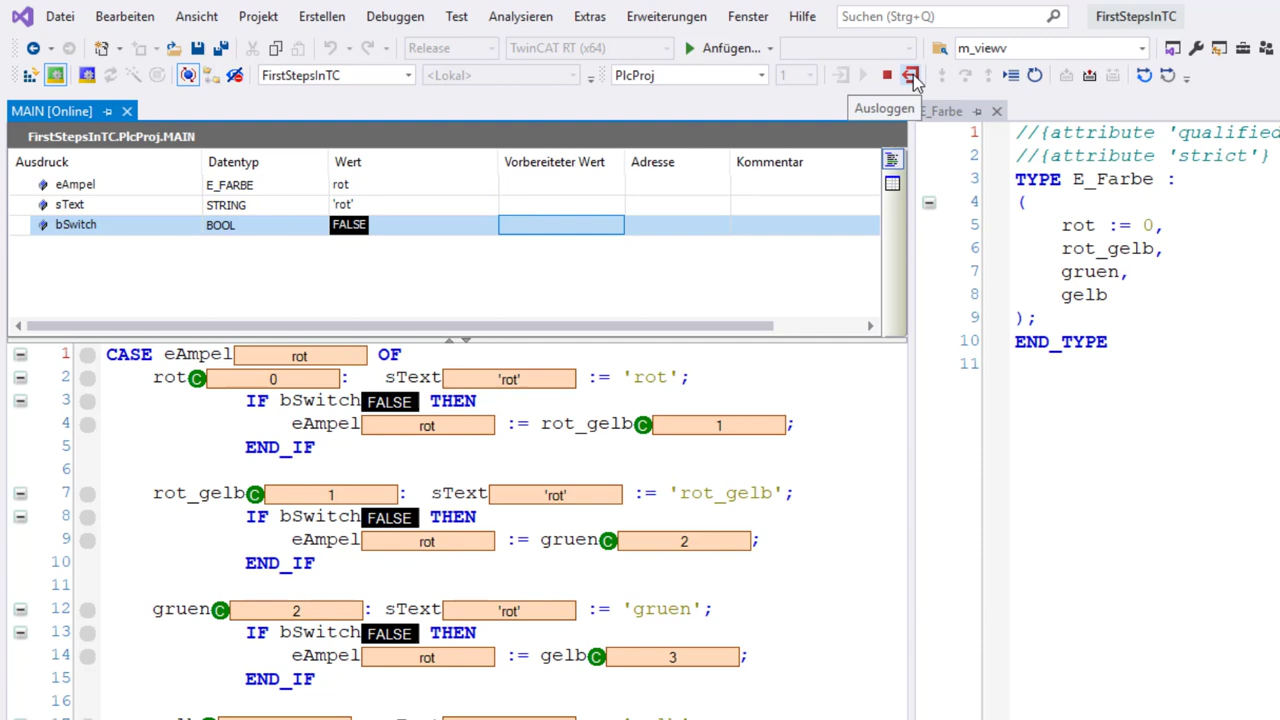 Datei Bearbeiten Ansicht Projekt Erstellen Debuggen Test Analysieren Extras Erweiterungen Fenster Hilfe Suchen (Strg+Q) FirstStepsInTC
Release TwinCAT RT (x64) Anfügen... m_viewv
FirstStepsInTC <Lokal> PlcProj 1
Ausloggen
MAIN [Online] E_Farbe
FirstStepsInTC.PlcProj.MAIN
Ausdruck Datentyp Wert Vorbereiteter Wert Adresse Kommentar
eAmpel E_FARBE rot
sText STRING 'rot'
bSwitch BOOL FALSE
1 CASE eAmpel rot OF
2 rot C 0 : sText 'rot' := 'rot';
3 IF bSwitch FALSE THEN
4 eAmpel rot := rot_gelb C 1 ;
5 END_IF
6
7 rot_gelb C 1 : sText 'rot' := 'rot_gelb';
8 IF bSwitch FALSE THEN
9 eAmpel rot := gruen C 2 ;
10 END_IF
11
12 gruen C 2 : sText 'rot' := 'gruen';
13 IF bSwitch FALSE THEN
14 eAmpel rot := gelb C 3 ;
15 END_IF
16
1 //{attribute 'qualified
2 //{attribute 'strict'}
3 TYPE E_Farbe :
4 (
5 rot := 0,
6 rot_gelb,
7 gruen,
8 gelb
9 );
10 END_TYPE
11